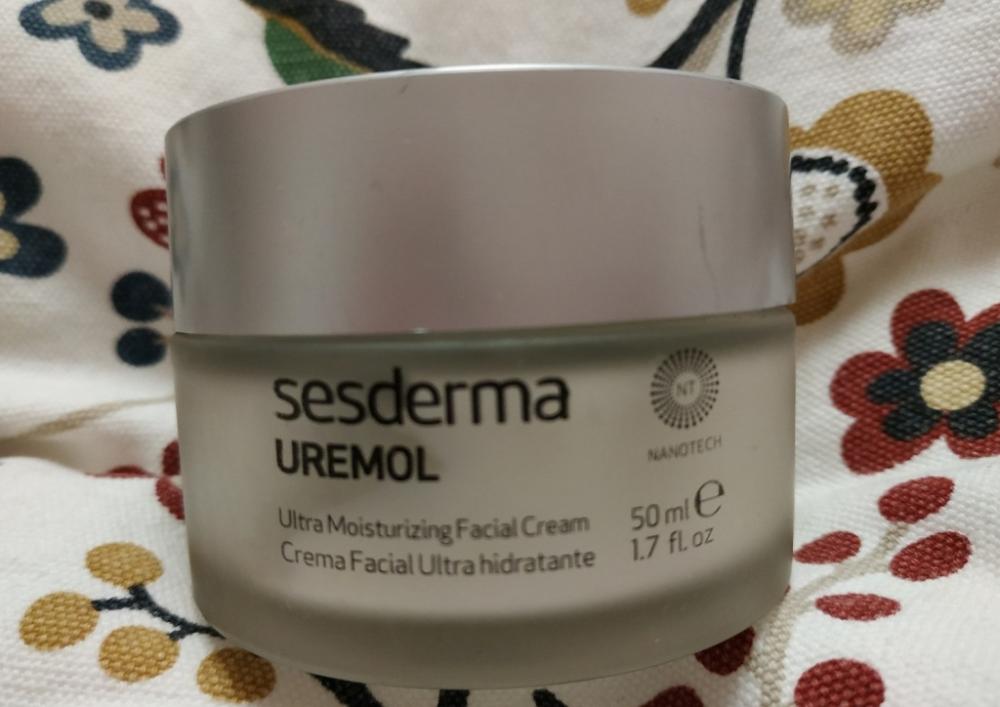 sesderma
UREMOL
Ultra Moisturizing Facial Cream
Crema Facial Ultra hidratante
NT
NANOTECH
50 ml e
1.7 fl. oz